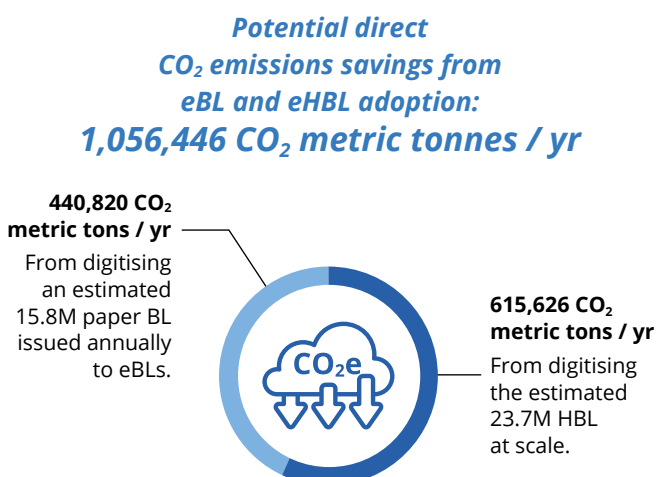 Potential direct
CO₂ emissions savings from
eBL and eHBL adoption:
1,056,446 CO₂ metric tonnes / yr
440,820 CO₂
metric tons / yr
From digitising
an estimated
15.8M paper BL
issued annually
to eBLs.
CO₂e
615,626 CO₂
metric tons / yr
From digitising
the estimated
23.7M HBL
at scale.